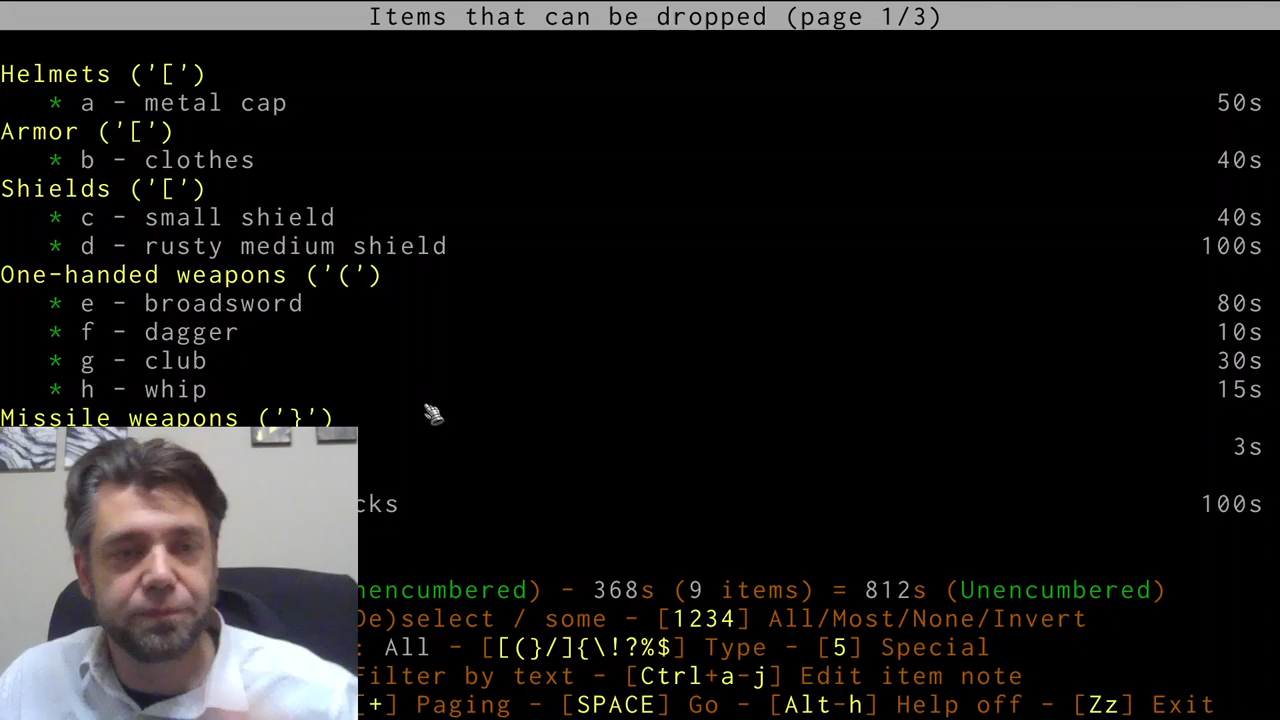 Items that can be dropped (page 1/3)
Helmets ('[')
* a - metal cap 50s
Armor ('[')
* b - clothes 40s
Shields ('[')
* c - small shield 40s
* d - rusty medium shield 100s
One-handed weapons ('(')
* e - broadsword 80s
* f - dagger 10s
* g - club 30s
* h - whip 15s
Missile weapons ('}')
3s
cks 100s
nencumbered) - 368s (9 items) = 812s (Unencumbered)
De)select / some - [1234] All/Most/None/Invert
: All - [[(}/]{\!?%$] Type - [5] Special
Filter by text - [Ctrl+a-j] Edit item note
[+] Paging - [SPACE] Go - [Alt-h] Help off - [Zz] Exit